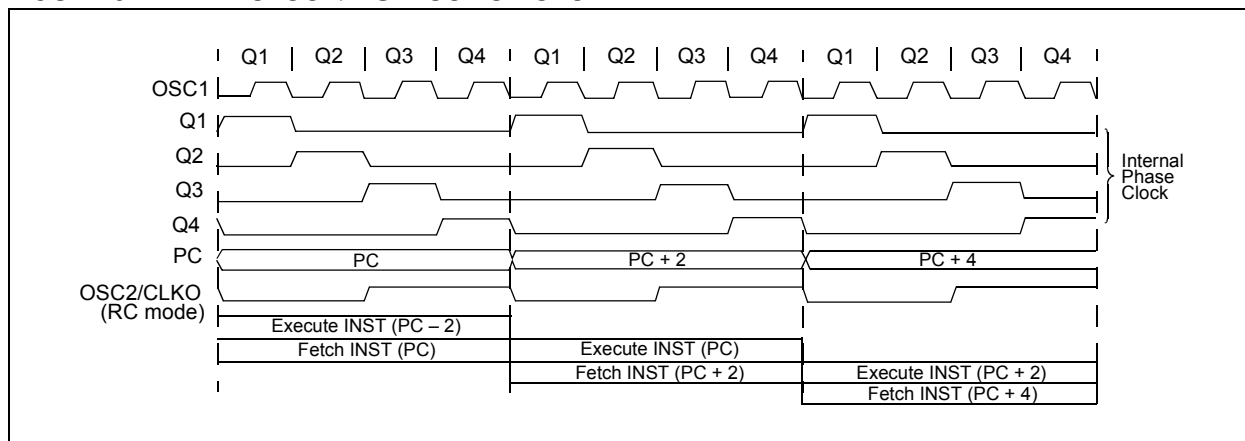 Q1 Q2 Q3 Q4 Q1 Q2 Q3 Q4 Q1 Q2 Q3 Q4
OSC1
Q1
Q2
Q3
Q4
Internal
Phase
Clock
PC PC PC + 2 PC + 4
OSC2/CLKO
(RC mode)
Execute INST (PC – 2)
Fetch INST (PC) Execute INST (PC)
Fetch INST (PC + 2) Execute INST (PC + 2)
Fetch INST (PC + 4)